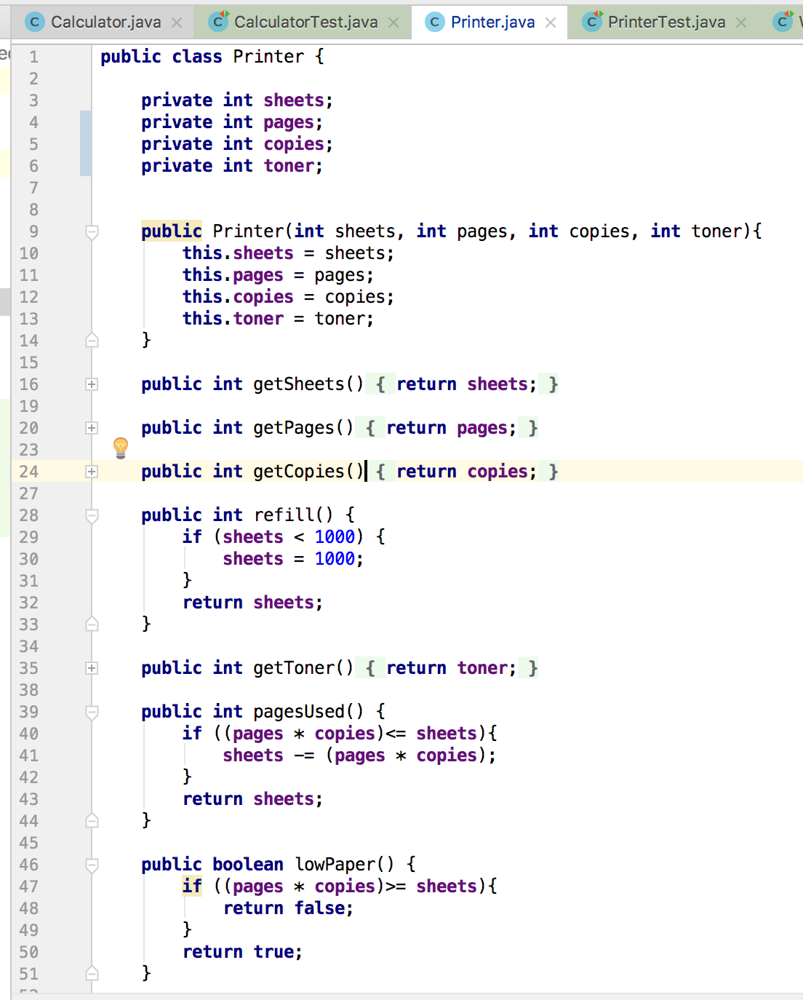 Calculator.java CalculatorTest.java Printer.java PrinterTest.java
1 public class Printer {
2
3 private int sheets;
4 private int pages;
5 private int copies;
6 private int toner;
7
8
9 public Printer(int sheets, int pages, int copies, int toner){
10 this.sheets = sheets;
11 this.pages = pages;
12 this.copies = copies;
13 this.toner = toner;
14 }
15
16 public int getSheets() { return sheets; }
19
20 public int getPages() { return pages; }
23
24 public int getCopies() { return copies; }
27
28 public int refill() {
29 if (sheets < 1000) {
30 sheets = 1000;
31 }
32 return sheets;
33 }
34
35 public int getToner() { return toner; }
38
39 public int pagesUsed() {
40 if ((pages * copies)<= sheets){
41 sheets -= (pages * copies);
42 }
43 return sheets;
44 }
45
46 public boolean lowPaper() {
47 if ((pages * copies)>= sheets){
48 return false;
49 }
50 return true;
51 }